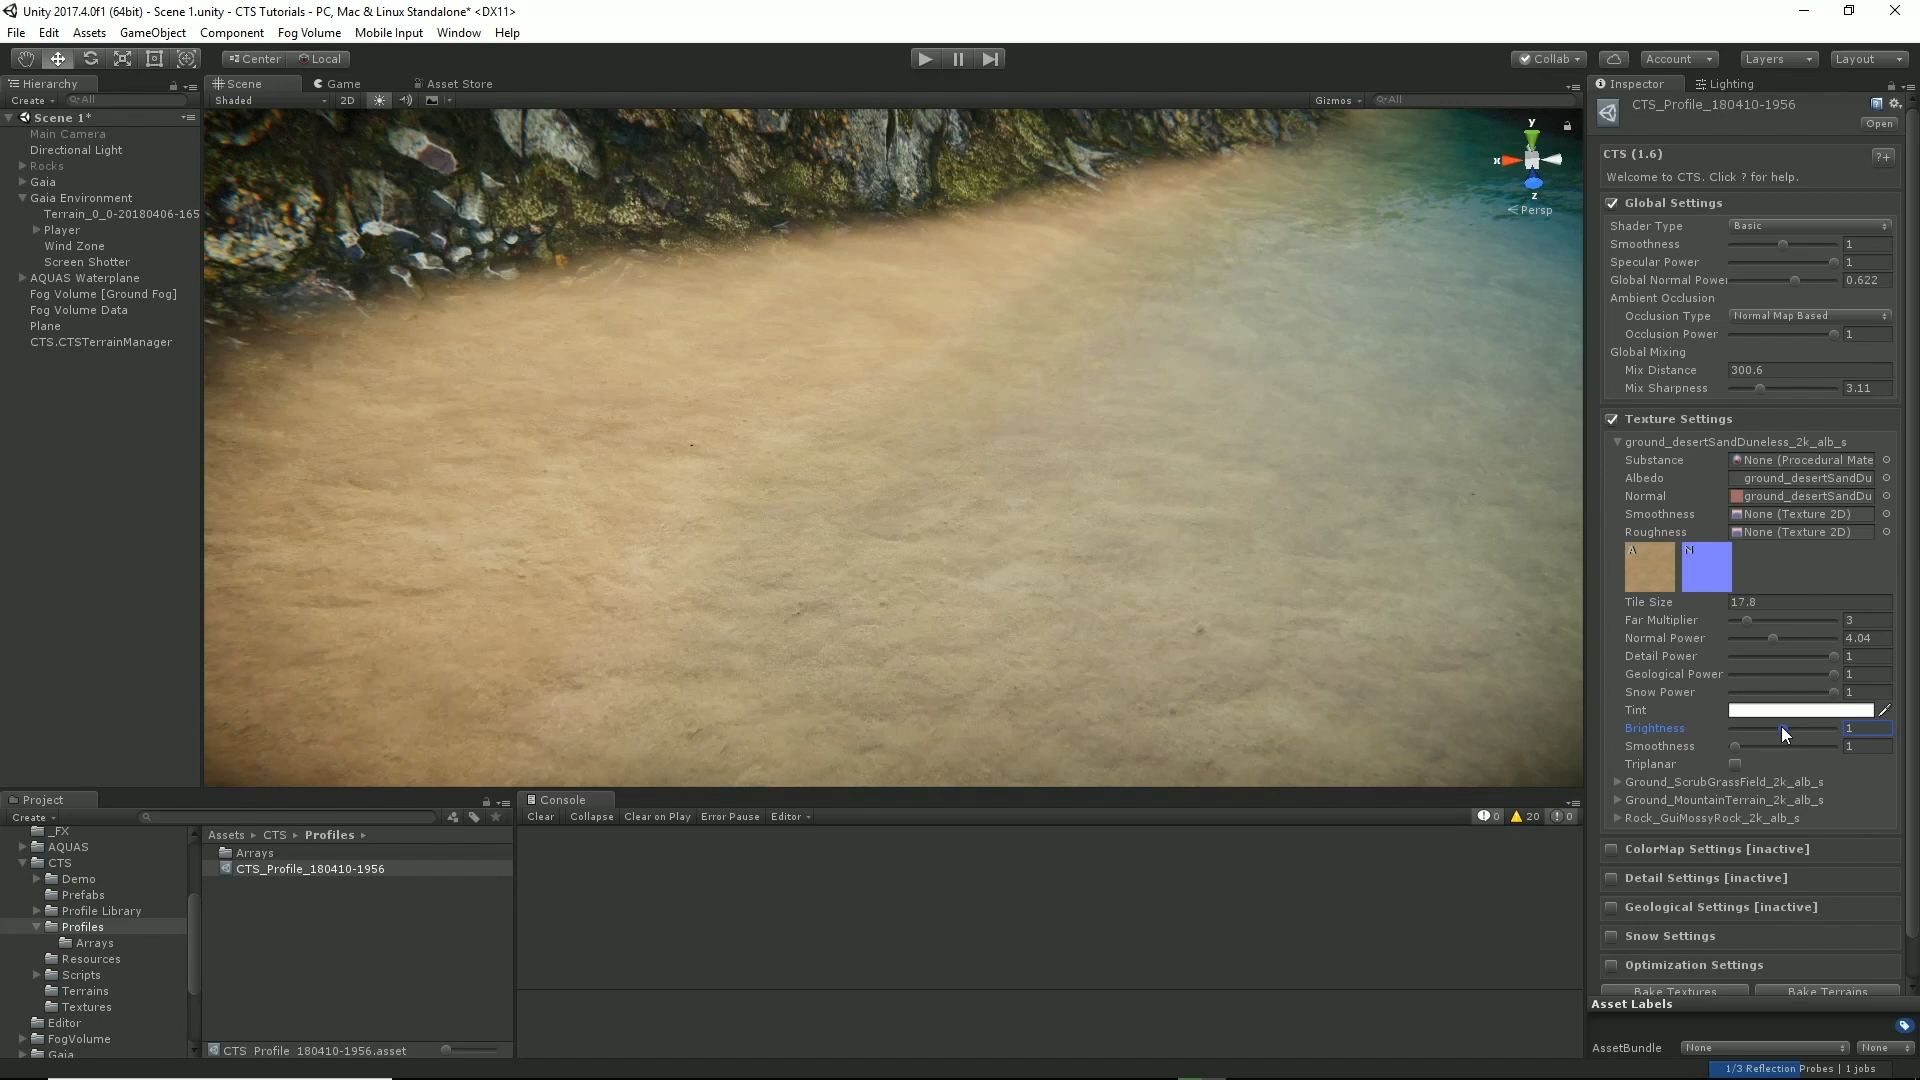 Unity 2017.4.0f1 (64bit) - Scene 1.unity - CTS Tutorials - PC, Mac & Linux Standalone* <DX11>
File Edit Assets GameObject Component Fog Volume Mobile Input Window Help
Center Local Collab Account Layers Layout
Hierarchy
Create All
Scene 1*
Main Camera
Directional Light
Rocks
Gaia
Gaia Environment
Terrain_0_0-20180406-165
Player
Wind Zone
Screen Shotter
AQUAS Waterplane
Fog Volume [Ground Fog]
Fog Volume Data
Plane
CTS.CTSTerrainManager
Scene Game Asset Store
Shaded 2D Gizmos All
y
x
z
Persp
Inspector Lighting
CTS_Profile_180410-1956
Open
CTS (1.6)
?+
Welcome to CTS. Click ? for help.
Global Settings
Shader Type Basic
Smoothness 1
Specular Power 1
Global Normal Power 0.622
Ambient Occlusion
Occlusion Type Normal Map Based
Occlusion Power 1
Global Mixing
Mix Distance 300.6
Mix Sharpness 3.11
Texture Settings
ground_desertSandDuneless_2k_alb_s
Substance None (Procedural Mate
Albedo ground_desertSandDu
Normal ground_desertSandDu
Smoothness None (Texture 2D)
Roughness None (Texture 2D)
A N
Tile Size 17.8
Far Multiplier 3
Normal Power 4.04
Detail Power 1
Geological Power 1
Snow Power 1
Tint
Brightness 1
Smoothness 1
Triplanar
Ground_ScrubGrassField_2k_alb_s
Ground_MountainTerrain_2k_alb_s
Rock_GuiMossyRock_2k_alb_s
ColorMap Settings [inactive]
Detail Settings [inactive]
Geological Settings [inactive]
Snow Settings
Optimization Settings
Bake Textures Bake Terrains
Asset Labels
AssetBundle None None
1/3 Reflection Probes | 1 jobs
Project
Create
_FX
AQUAS
CTS
Demo
Prefabs
Profile Library
Profiles
Arrays
Resources
Scripts
Terrains
Textures
Editor
FogVolume
Gaia
Assets CTS Profiles
Arrays
CTS_Profile_180410-1956
CTS_Profile_180410-1956.asset
Console
Clear Collapse Clear on Play Error Pause Editor 0 20 0